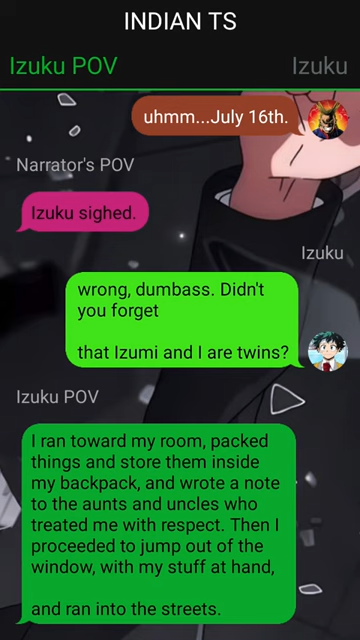 INDIAN TS
Izuku POV
Izuku
uhmm...July 16th.
Narrator's POV
Izuku sighed.
Izuku
wrong, dumbass. Didn't
you forget
that Izumi and I are twins?
Izuku POV
I ran toward my room, packed
things and store them inside
my backpack, and wrote a note
to the aunts and uncles who
treated me with respect. Then I
proceeded to jump out of the
window, with my stuff at hand,
and ran into the streets.